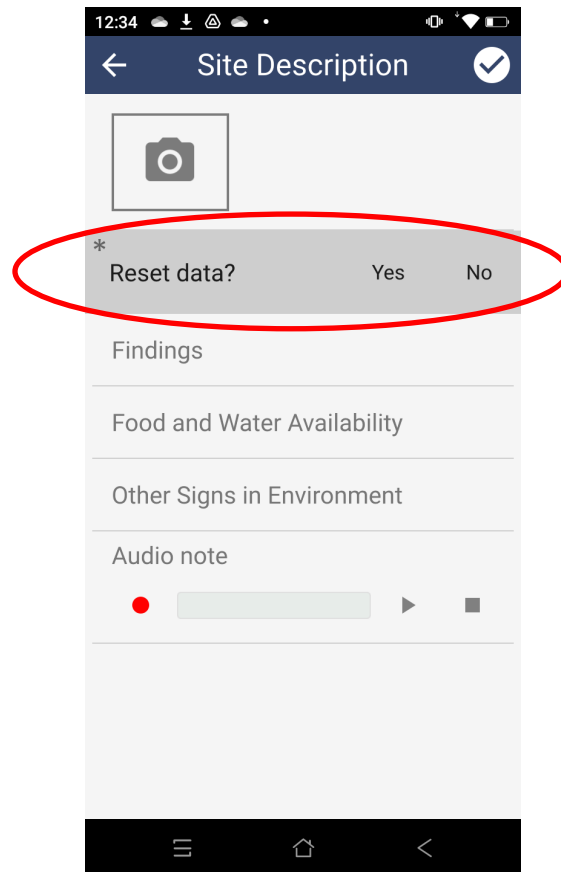 12:34
Site Description
*
Reset data? Yes No
Findings
Food and Water Availability
Other Signs in Environment
Audio note